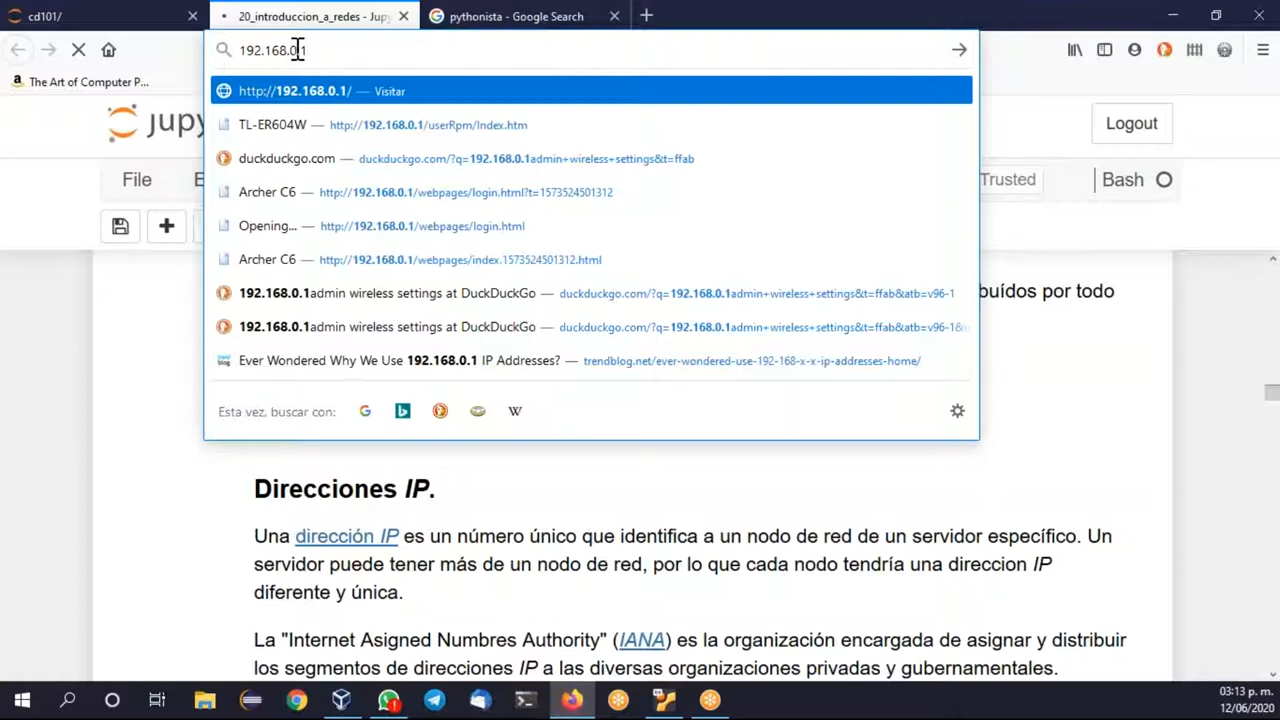 cd101/
20_introduccion_a_redes - Jupy
pythonista - Google Search
192.168.0.1
The Art of Computer P...
http://192.168.0.1/ — Visitar
TL-ER604W — http://192.168.0.1/userRpm/Index.htm
duckduckgo.com — duckduckgo.com/?q=192.168.0.1admin+wireless+settings&t=ffab
Archer C6 — http://192.168.0.1/webpages/login.html?t=1573524501312
Opening... — http://192.168.0.1/webpages/login.html
Archer C6 — http://192.168.0.1/webpages/index.1573524501312.html
192.168.0.1admin wireless settings at DuckDuckGo — duckduckgo.com/?q=192.168.0.1admin+wireless+settings&t=ffab&atb=v96-1
192.168.0.1admin wireless settings at DuckDuckGo — duckduckgo.com/?q=192.168.0.1admin+wireless+settings&t=ffab&atb=v96-1&
Ever Wondered Why We Use 192.168.0.1 IP Addresses? — trendblog.net/ever-wondered-use-192-168-x-x-ip-addresses-home/
Esta vez, buscar con:
jupy
Logout
File
E
Trusted
Bash
buídos por todo
Direcciones IP.
Una dirección IP es un número único que identifica a un nodo de red de un servidor específico. Un
servidor puede tener más de un nodo de red, por lo que cada nodo tendría una direccion IP
diferente y única.
La "Internet Asigned Numbres Authority" (IANA) es la organización encargada de asignar y distribuir
los segmentos de direcciones IP a las diversas organizaciones privadas y gubernamentales.
03:13 p. m.
12/06/2020